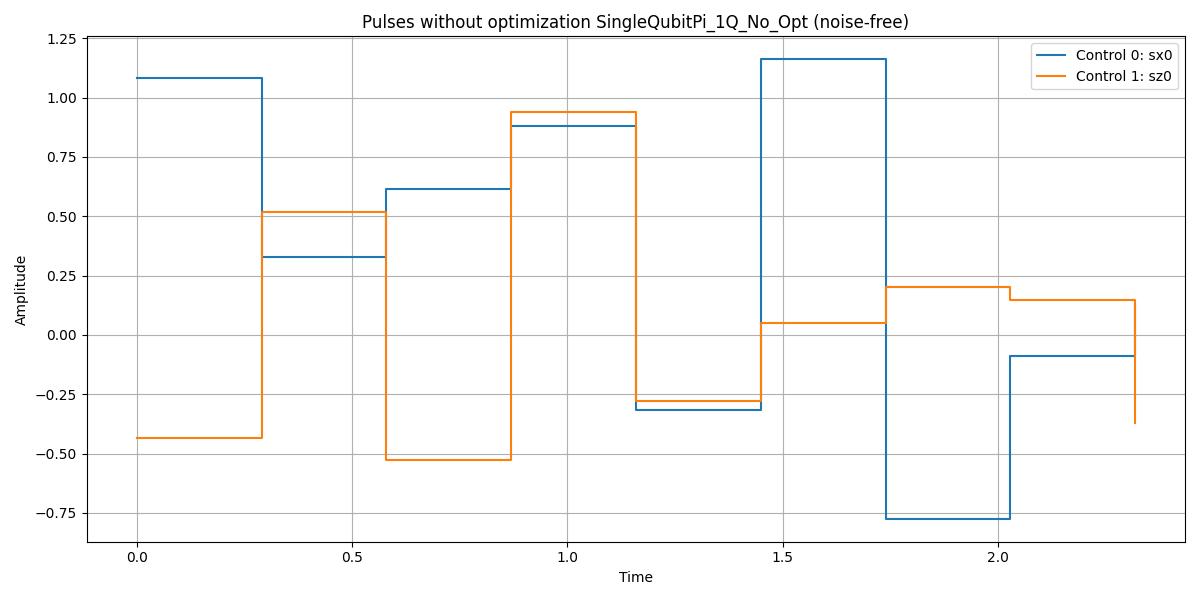 Pulses without optimization SingleQubitPi_1Q_No_Opt (noise-free)
Control 0: sx0
Control 1: sz0
Amplitude
1.25
1.00
0.75
0.50
0.25
0.00
−0.25
−0.50
−0.75
0.0 0.5 1.0 1.5 2.0
Time